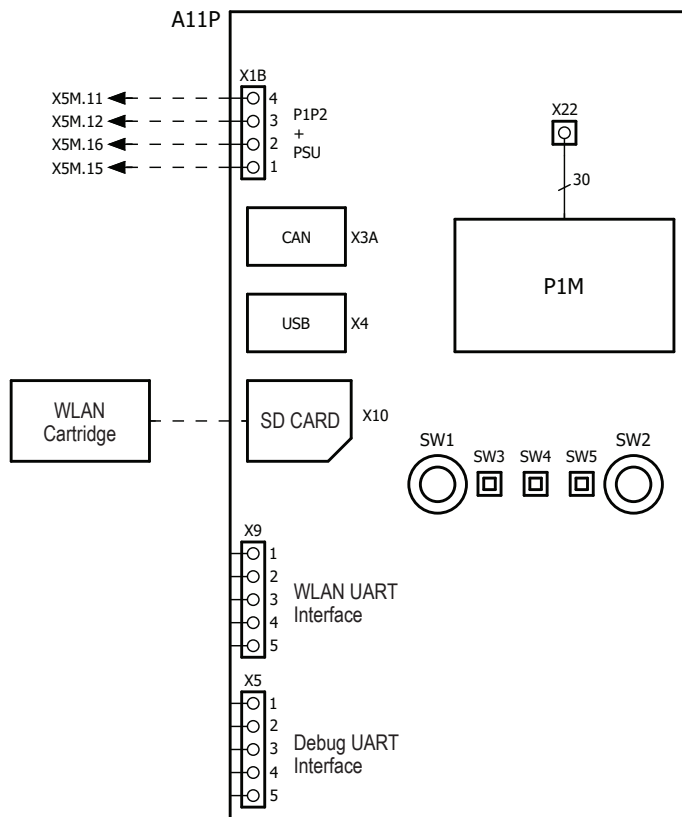 A11P
X1B
X5M.11
4
X5M.12
3
P1P2
X5M.16
2
+
X5M.15
1
PSU
X22
30
P1M
CAN
X3A
USB
X4
WLAN
Cartridge
SD CARD
X10
SW1
SW3
SW4
SW5
SW2
X9
1
2
3
4
5
WLAN UART
Interface
X5
1
2
3
4
5
Debug UART
Interface